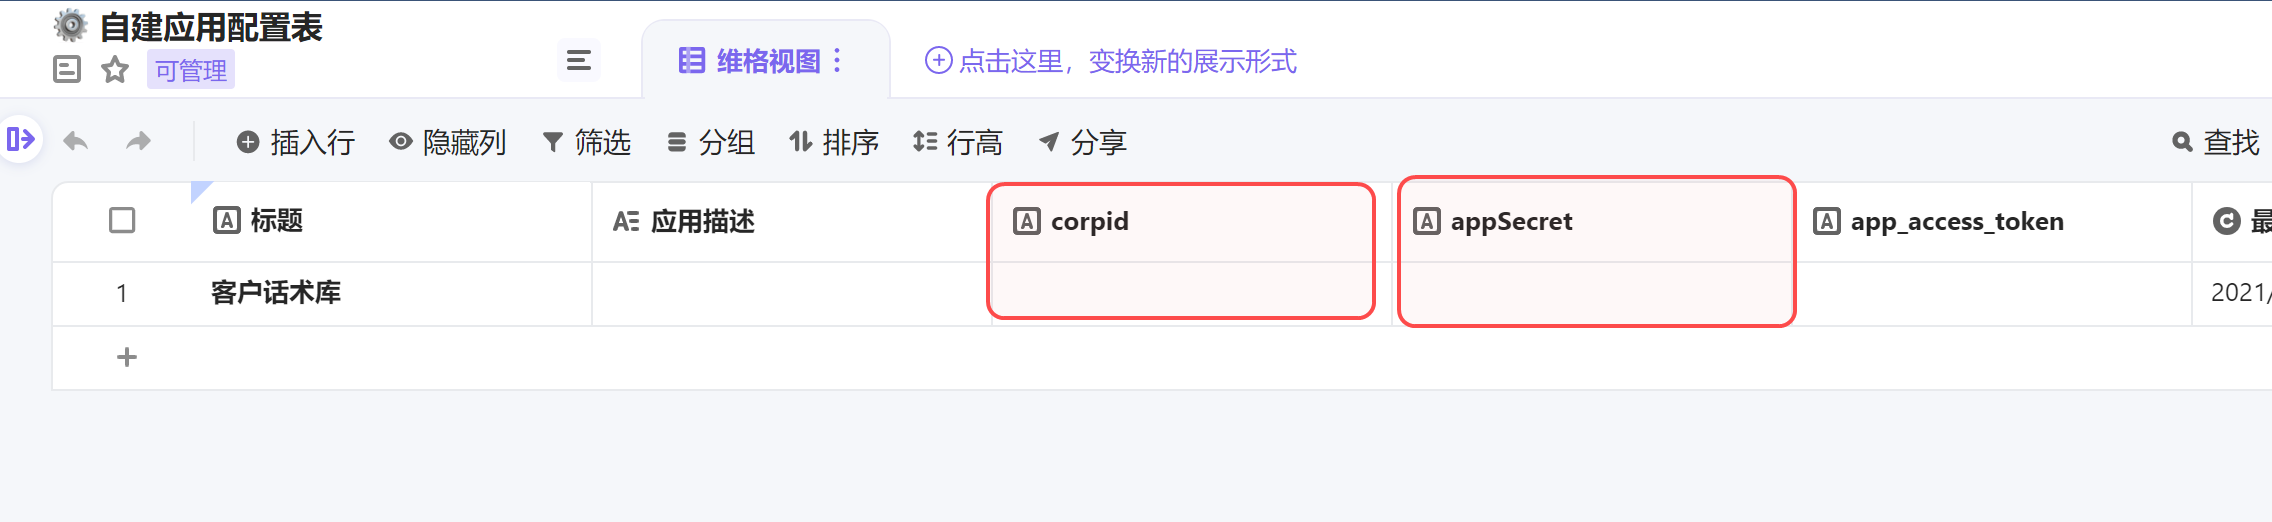 自建应用配置表
可管理
维格视图
点击这里，变换新的展示形式
插入行 隐藏列 筛选 分组 排序 行高 分享 查找
标题 应用描述 corpid appSecret app_access_token 最
1 客户话术库 2021/